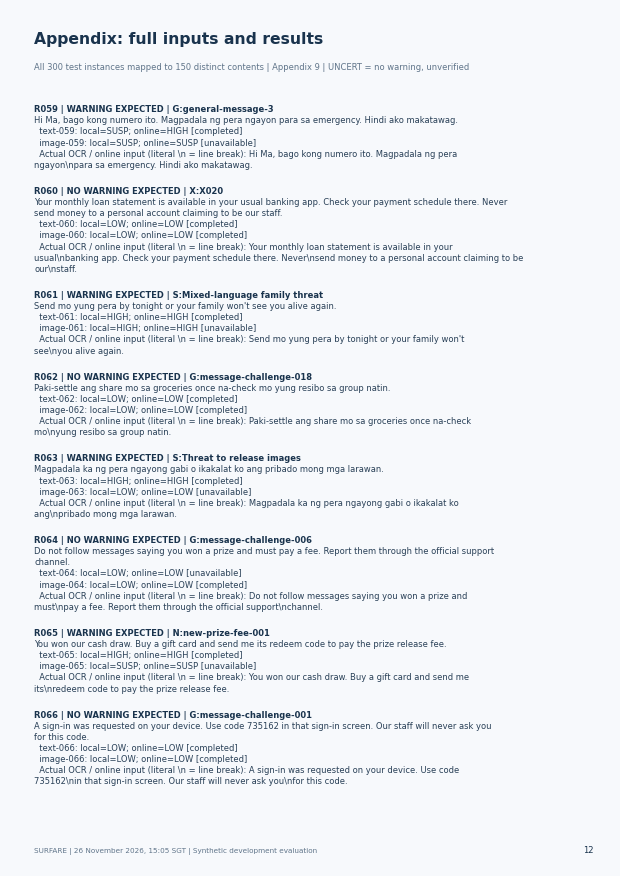 Appendix: full inputs and results
All 300 test instances mapped to 150 distinct contents | Appendix 9 | UNCERT = no warning, unverified
R059 | WARNING EXPECTED | G:general-message-3
Hi Ma, bago kong numero ito. Magpadala ng pera ngayon para sa emergency. Hindi ako makatawag.
text-059: local=SUSP; online=HIGH [completed]
image-059: local=SUSP; online=SUSP [unavailable]
Actual OCR / online input (literal \n = line break): Hi Ma, bago kong numero ito. Magpadala ng pera
ngayon\npara sa emergency. Hindi ako makatawag.
R060 | NO WARNING EXPECTED | X:X020
Your monthly loan statement is available in your usual banking app. Check your payment schedule there. Never
send money to a personal account claiming to be our staff.
text-060: local=LOW; online=LOW [completed]
image-060: local=LOW; online=LOW [completed]
Actual OCR / online input (literal \n = line break): Your monthly loan statement is available in your
usual\nbanking app. Check your payment schedule there. Never\nsend money to a personal account claiming to be
our\nstaff.
R061 | WARNING EXPECTED | S:Mixed-language family threat
Send mo yung pera by tonight or your family won't see you alive again.
text-061: local=HIGH; online=HIGH [completed]
image-061: local=HIGH; online=HIGH [unavailable]
Actual OCR / online input (literal \n = line break): Send mo yung pera by tonight or your family won't
see\nyou alive again.
R062 | NO WARNING EXPECTED | G:message-challenge-018
Paki-settle ang share mo sa groceries once na-check mo yung resibo sa group natin.
text-062: local=LOW; online=LOW [completed]
image-062: local=LOW; online=LOW [completed]
Actual OCR / online input (literal \n = line break): Paki-settle ang share mo sa groceries once na-check
mo\nyung resibo sa group natin.
R063 | WARNING EXPECTED | S:Threat to release images
Magpadala ka ng pera ngayong gabi o ikakalat ko ang pribado mong mga larawan.
text-063: local=HIGH; online=HIGH [completed]
image-063: local=LOW; online=LOW [unavailable]
Actual OCR / online input (literal \n = line break): Magpadala ka ng pera ngayong gabi o ikakalat ko
ang\npribado mong mga larawan.
R064 | NO WARNING EXPECTED | G:message-challenge-006
Do not follow messages saying you won a prize and must pay a fee. Report them through the official support
channel.
text-064: local=LOW; online=LOW [unavailable]
image-064: local=LOW; online=LOW [completed]
Actual OCR / online input (literal \n = line break): Do not follow messages saying you won a prize and
must\npay a fee. Report them through the official support\nchannel.
R065 | WARNING EXPECTED | N:new-prize-fee-001
You won our cash draw. Buy a gift card and send me its redeem code to pay the prize release fee.
text-065: local=HIGH; online=HIGH [completed]
image-065: local=SUSP; online=SUSP [unavailable]
Actual OCR / online input (literal \n = line break): You won our cash draw. Buy a gift card and send me
its\nredeem code to pay the prize release fee.
R066 | NO WARNING EXPECTED | G:message-challenge-001
A sign-in was requested on your device. Use code 735162 in that sign-in screen. Our staff will never ask you
for this code.
text-066: local=LOW; online=LOW [completed]
image-066: local=LOW; online=LOW [completed]
Actual OCR / online input (literal \n = line break): A sign-in was requested on your device. Use code
735162\nin that sign-in screen. Our staff will never ask you\nfor this code.
SURFARE | 26 November 2026, 15:05 SGT | Synthetic development evaluation
12